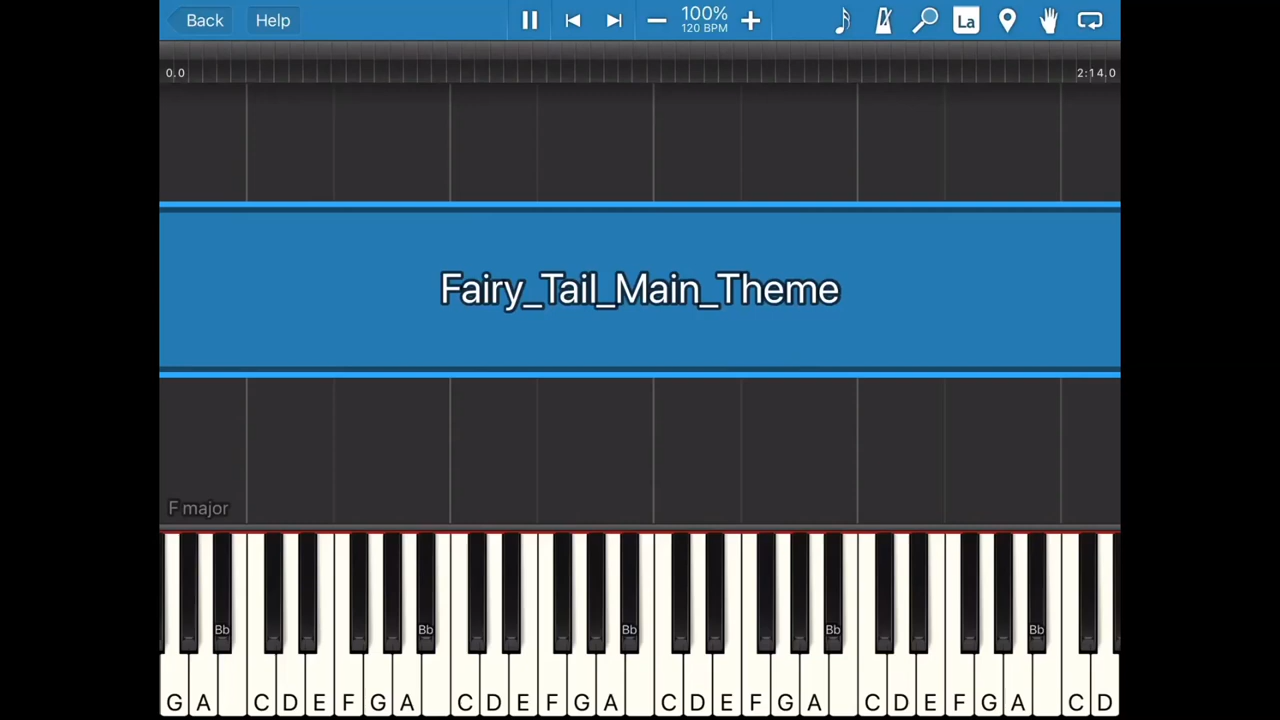 Back Help 100% La
120 BPM
0.0 2:14.0
Fairy_Tail_Main_Theme
F major
Bb Bb Bb Bb Bb
G A C D E F G A C D E F G A C D E F G A C D E F G A C D